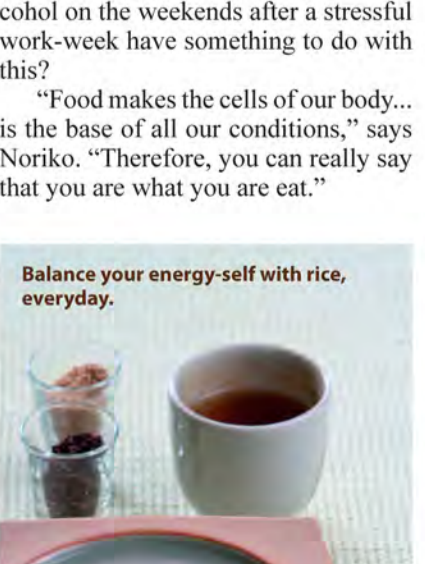 cohol on the weekends after a stressful
work-week have something to do with
this?
“Food makes the cells of our body...
is the base of all our conditions,” says
Noriko. “Therefore, you can really say
that you are what you are eat.”
Balance your energy-self with rice,
everyday.